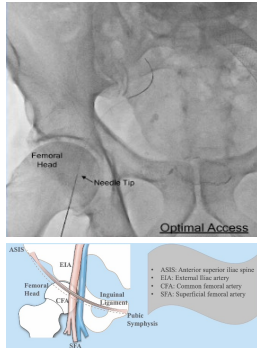 Femoral
Head
Needle Tip
Optimal Access
ASIS
EIA
Femoral
Head
CFA
Inguinal
Ligament
Pubic
Symphysis
SFA
• ASIS: Anterior superior iliac spine
• EIA: External iliac artery
• CFA: Common femoral artery
• SFA: Superficial femoral artery